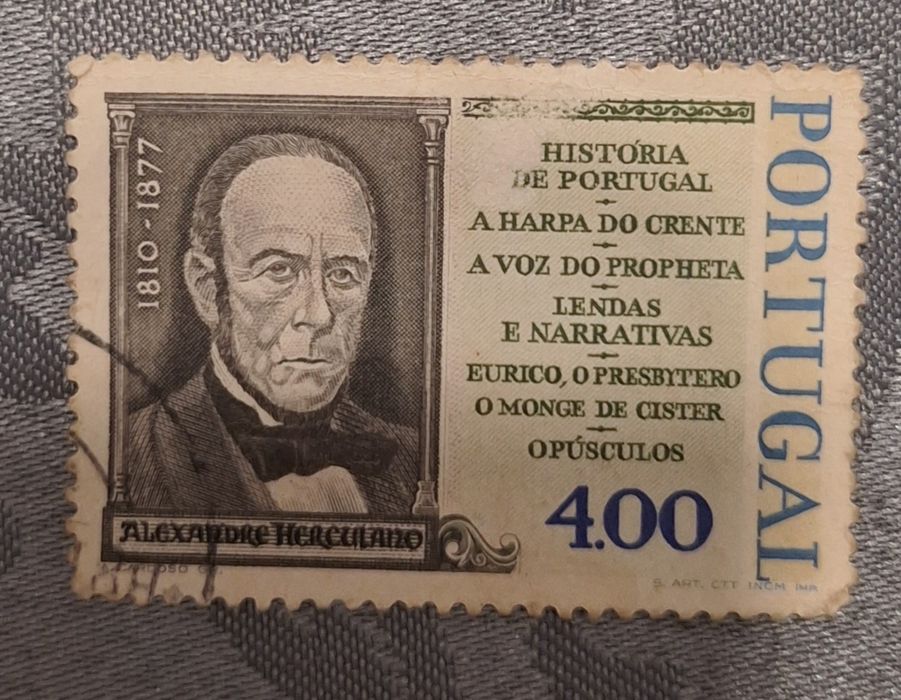 1810-1877
ALEXANDRE HERCULANO
HISTÓRIA
DE PORTUGAL
A HARPA DO CRENTE
A VOZ DO PROPHETA
LENDAS
E NARRATIVAS
EURICO, O PRESBYTERO
O MONGE DE CISTER
OPÚSCULOS
4.00
PORTUGAL
CARDOSO
S. ART. CTT INCM IMP.